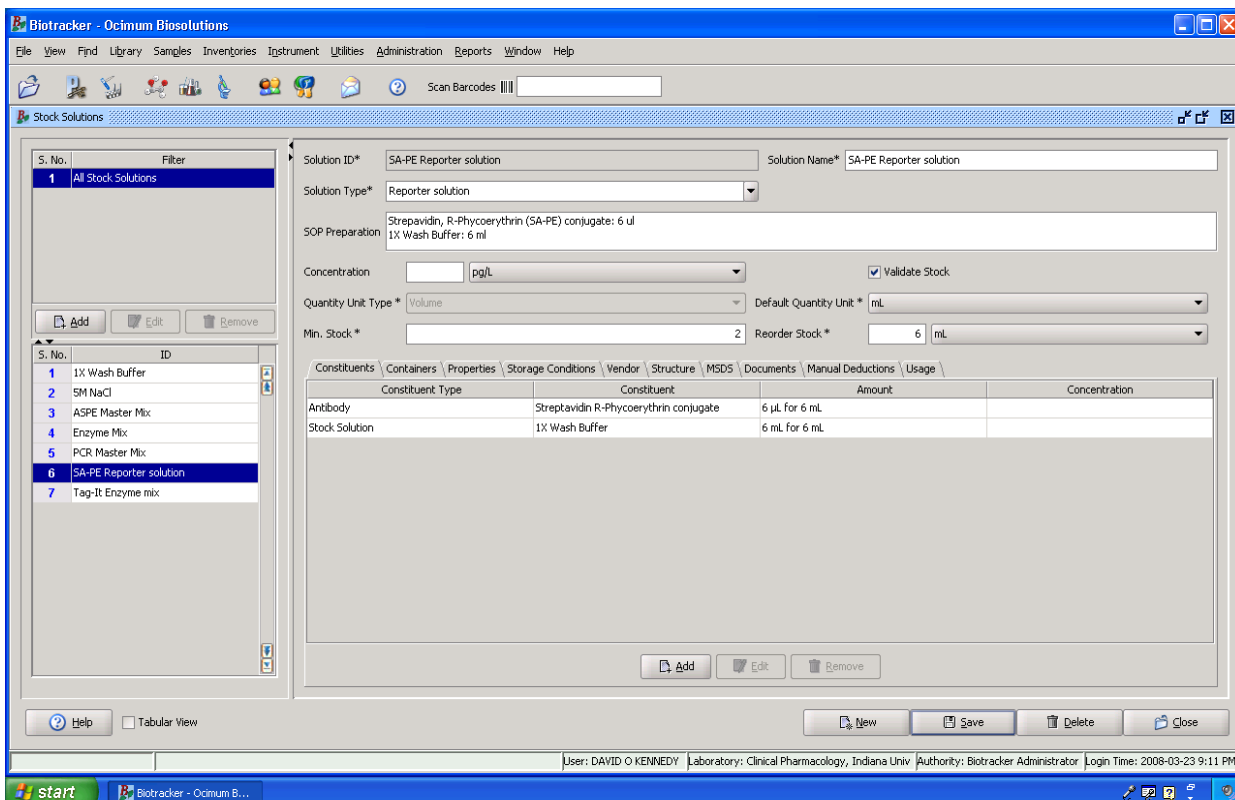 Biotracker - Ocimum Biosolutions
File View Find Library Samples Inventories Instrument Utilities Administration Reports Window Help
Scan Barcodes
Stock Solutions
S. No. Filter
1 All Stock Solutions
Add Edit Remove
S. No. ID
1 1X Wash Buffer
2 5M NaCl
3 ASPE Master Mix
4 Enzyme Mix
5 PCR Master Mix
6 SA-PE Reporter solution
7 Tag-It Enzyme mix
Solution ID* SA-PE Reporter solution Solution Name* SA-PE Reporter solution
Solution Type* Reporter solution
SOP Preparation Strepavidin, R-Phycoerythrin (SA-PE) conjugate: 6 ul
1X Wash Buffer: 6 ml
Concentration pg/L Validate Stock
Quantity Unit Type * Volume Default Quantity Unit * mL
Min. Stock * 2 Reorder Stock * 6 mL
Constituents Containers Properties Storage Conditions Vendor Structure MSDS Documents Manual Deductions Usage
Constituent Type Constituent Amount Concentration
Antibody Streptavidin R-Phycoerythrin conjugate 6 µL for 6 mL
Stock Solution 1X Wash Buffer 6 mL for 6 mL
Add Edit Remove
Help Tabular View New Save Delete Close
User: DAVID O KENNEDY Laboratory: Clinical Pharmacology, Indiana Univ Authority: Biotracker Administrator Login Time: 2008-03-23 9:11 PM
start Biotracker - Ocimum B...